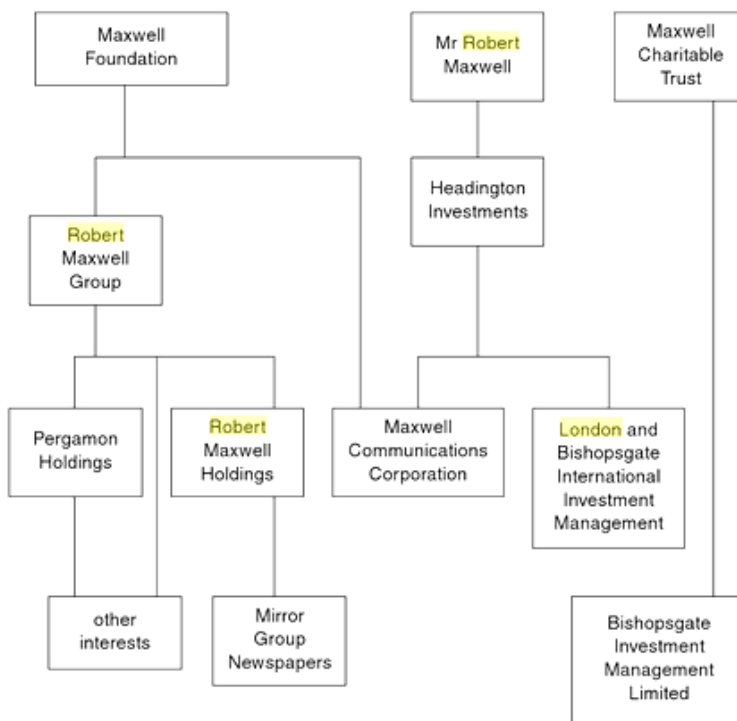 Maxwell
Foundation
Mr Robert
Maxwell
Maxwell
Charitable
Trust
Headington
Investments
Robert
Maxwell
Group
Pergamon
Holdings
Robert
Maxwell
Holdings
Maxwell
Communications
Corporation
London and
Bishopsgate
International
Investment
Management
other
interests
Mirror
Group
Newspapers
Bishopsgate
Investment
Management
Limited